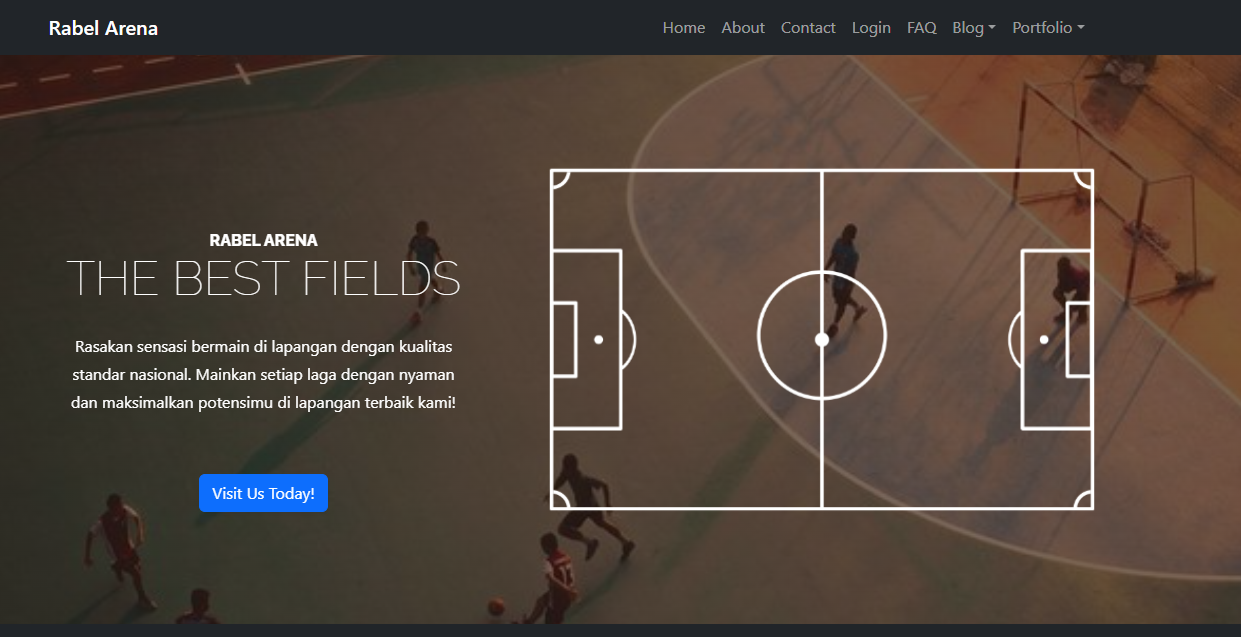 Rabel Arena
Home About Contact Login FAQ Blog Portfolio
RABEL ARENA
THE BEST FIELDS
Rasakan sensasi bermain di lapangan dengan kualitas
standar nasional. Mainkan setiap laga dengan nyaman
dan maksimalkan potensimu di lapangan terbaik kami!
Visit Us Today!